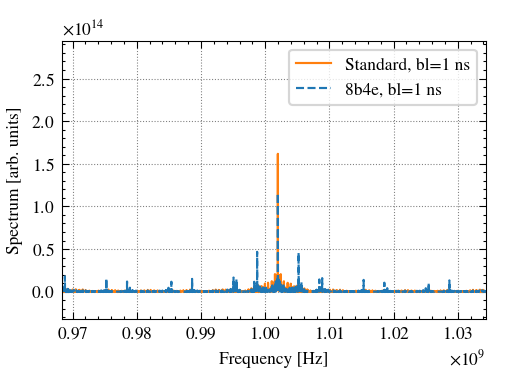 ×10¹⁴
Standard, bl=1 ns
8b4e, bl=1 ns
2.5
2.0
1.5
1.0
0.5
0.0
Spectrum [arb. units]
0.97 0.98 0.99 1.00 1.01 1.02 1.03
Frequency [Hz]
×10⁹